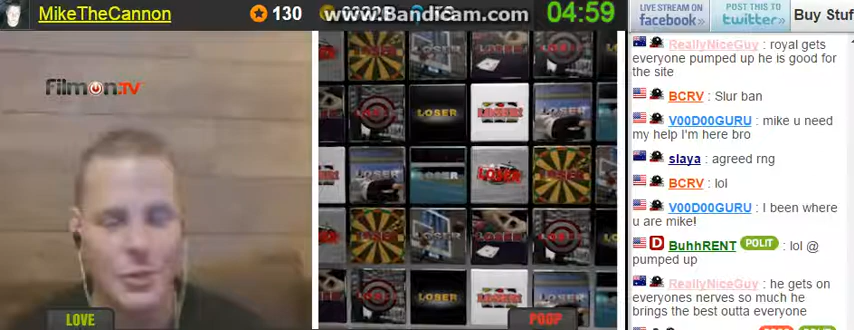 MikeTheCannon
130
www.Bandicam.com
04:59
LIVE STREAM ON
facebook»
POST THIS TO
twitter»
Buy Stuf
filmon.TV
LOSER
LOSER
LOSER
LOSER
LOSER
LOVE
POOP
ReallyNiceGuy : royal gets
everyone pumped up he is good for
the site
BCRV : Slur ban
V00D00GURU : mike u need
my help I'm here bro
slaya : agreed rng
BCRV : lol
V00D00GURU : I been where
u are mike!
D BuhhRENT POLIT : lol @
pumped up
ReallyNiceGuy : he gets on
everyones nerves so much he
brings the best outta everyone